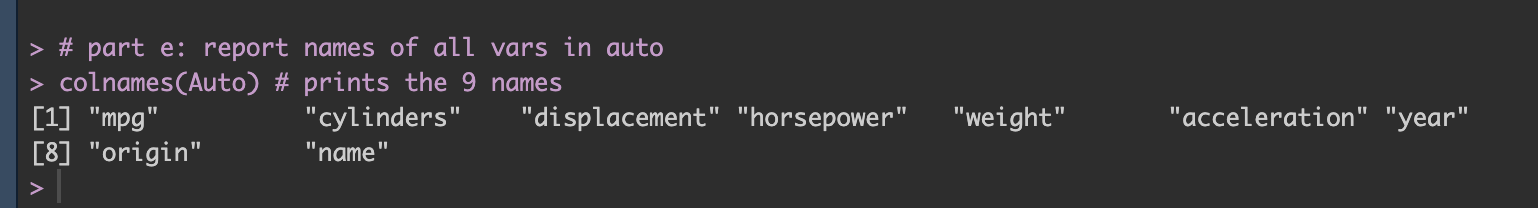 > # part e: report names of all vars in auto
> colnames(Auto) # prints the 9 names
[1] "mpg"          "cylinders"    "displacement" "horsepower"   "weight"       "acceleration" "year"
[8] "origin"       "name"
>